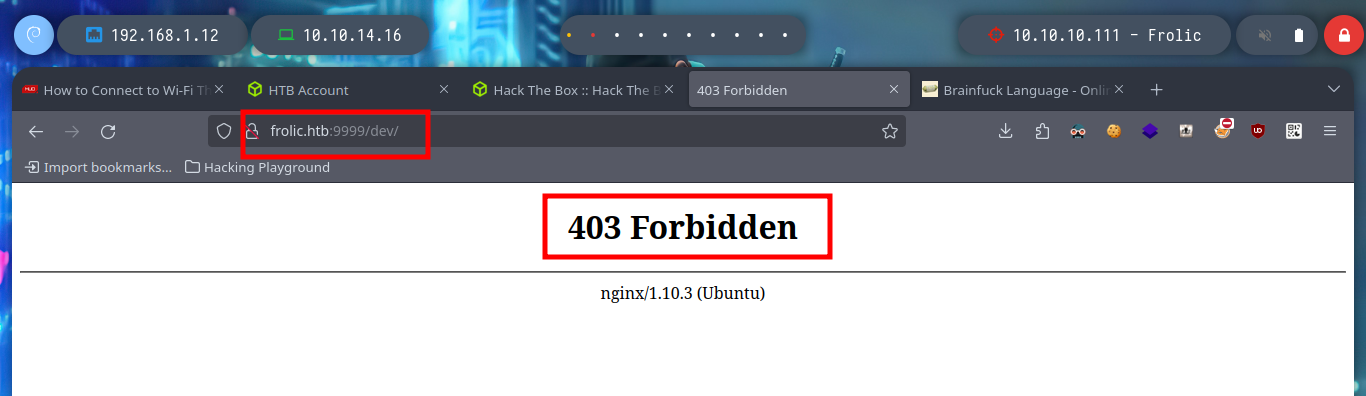 192.168.1.12
10.10.14.16
10.10.10.111 - Frolic
How to Connect to Wi-Fi Th
HTB Account
Hack The Box :: Hack The B
403 Forbidden
Brainfuck Language - Onlin
frolic.htb:9999/dev/
Import bookmarks...
Hacking Playground
403 Forbidden
nginx/1.10.3 (Ubuntu)